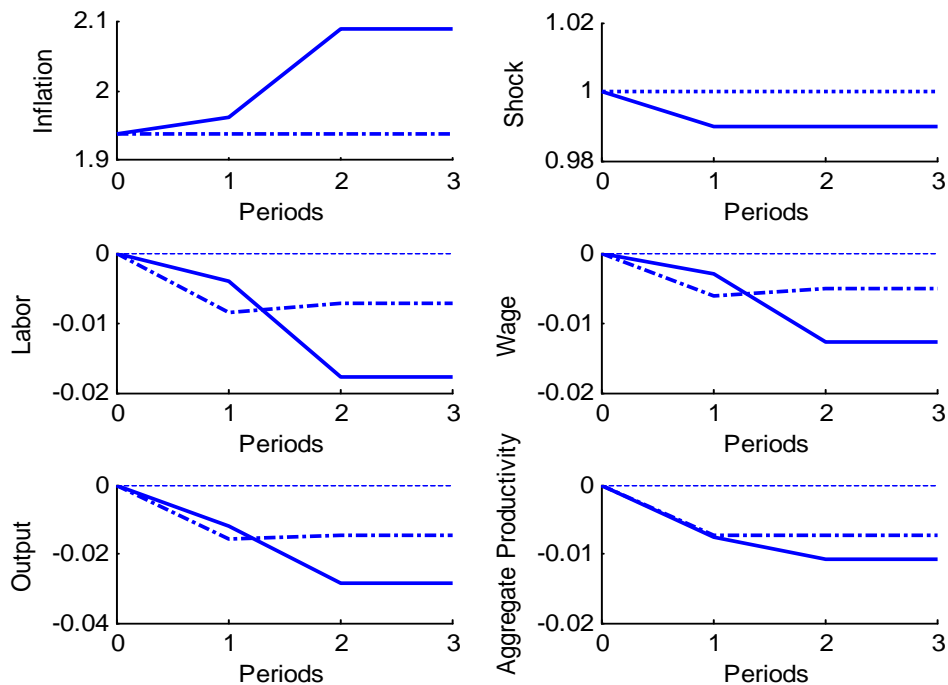 Inflation
2.1
2
1.9
0 1 2 3
Periods
Shock
1.02
1
0.98
0 1 2 3
Periods
Labor
0
-0.01
-0.02
0 1 2 3
Periods
Wage
0
-0.01
-0.02
0 1 2 3
Periods
Output
0
-0.02
-0.04
0 1 2 3
Periods
Aggregate Productivity
0
-0.01
-0.02
0 1 2 3
Periods